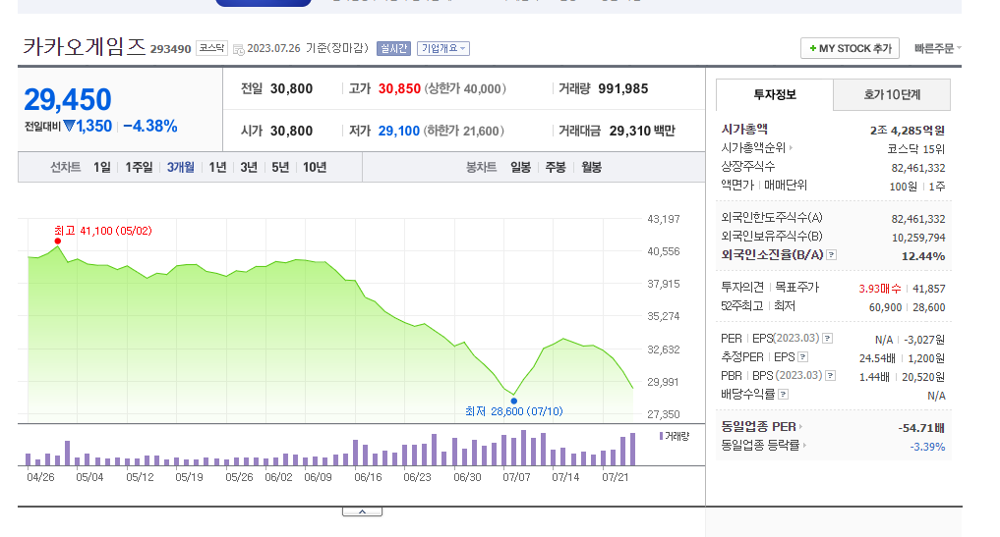 카카오게임즈 293490 코스닥 2023.07.26 기준(장마감) 실시간 기업개요
+ MY STOCK 추가 빠른주문
29,450
전일대비 ▼1,350 | -4.38%
전일 30,800 고가 30,850 (상한가 40,000) 거래량 991,985
시가 30,800 저가 29,100 (하한가 21,600) 거래대금 29,310 백만
선차트 1일 1주일 3개월 1년 3년 5년 10년 봉차트 일봉 주봉 월봉
최고 41,100 (05/02)
최저 28,600 (07/10)
43,197
40,556
37,915
35,274
32,632
29,991
27,350
거래량
04/26 05/04 05/12 05/19 05/26 06/02 06/09 06/16 06/23 06/30 07/07 07/14 07/21
투자정보 호가 10단계
시가총액 2조 4,285억원
시가총액순위 코스닥 15위
상장주식수 82,461,332
액면가 | 매매단위 100원 | 1주
외국인한도주식수(A) 82,461,332
외국인보유주식수(B) 10,259,794
외국인소진율(B/A) ? 12.44%
투자의견 | 목표주가 3.93매수 | 41,857
52주최고 | 최저 60,900 | 28,600
PER | EPS(2023.03) ? N/A | -3,027원
추정PER | EPS ? 24.54배 | 1,200원
PBR | BPS (2023.03) ? 1.44배 | 20,520원
배당수익률 ? N/A
동일업종 PER -54.71배
동일업종 등락률 -3.39%